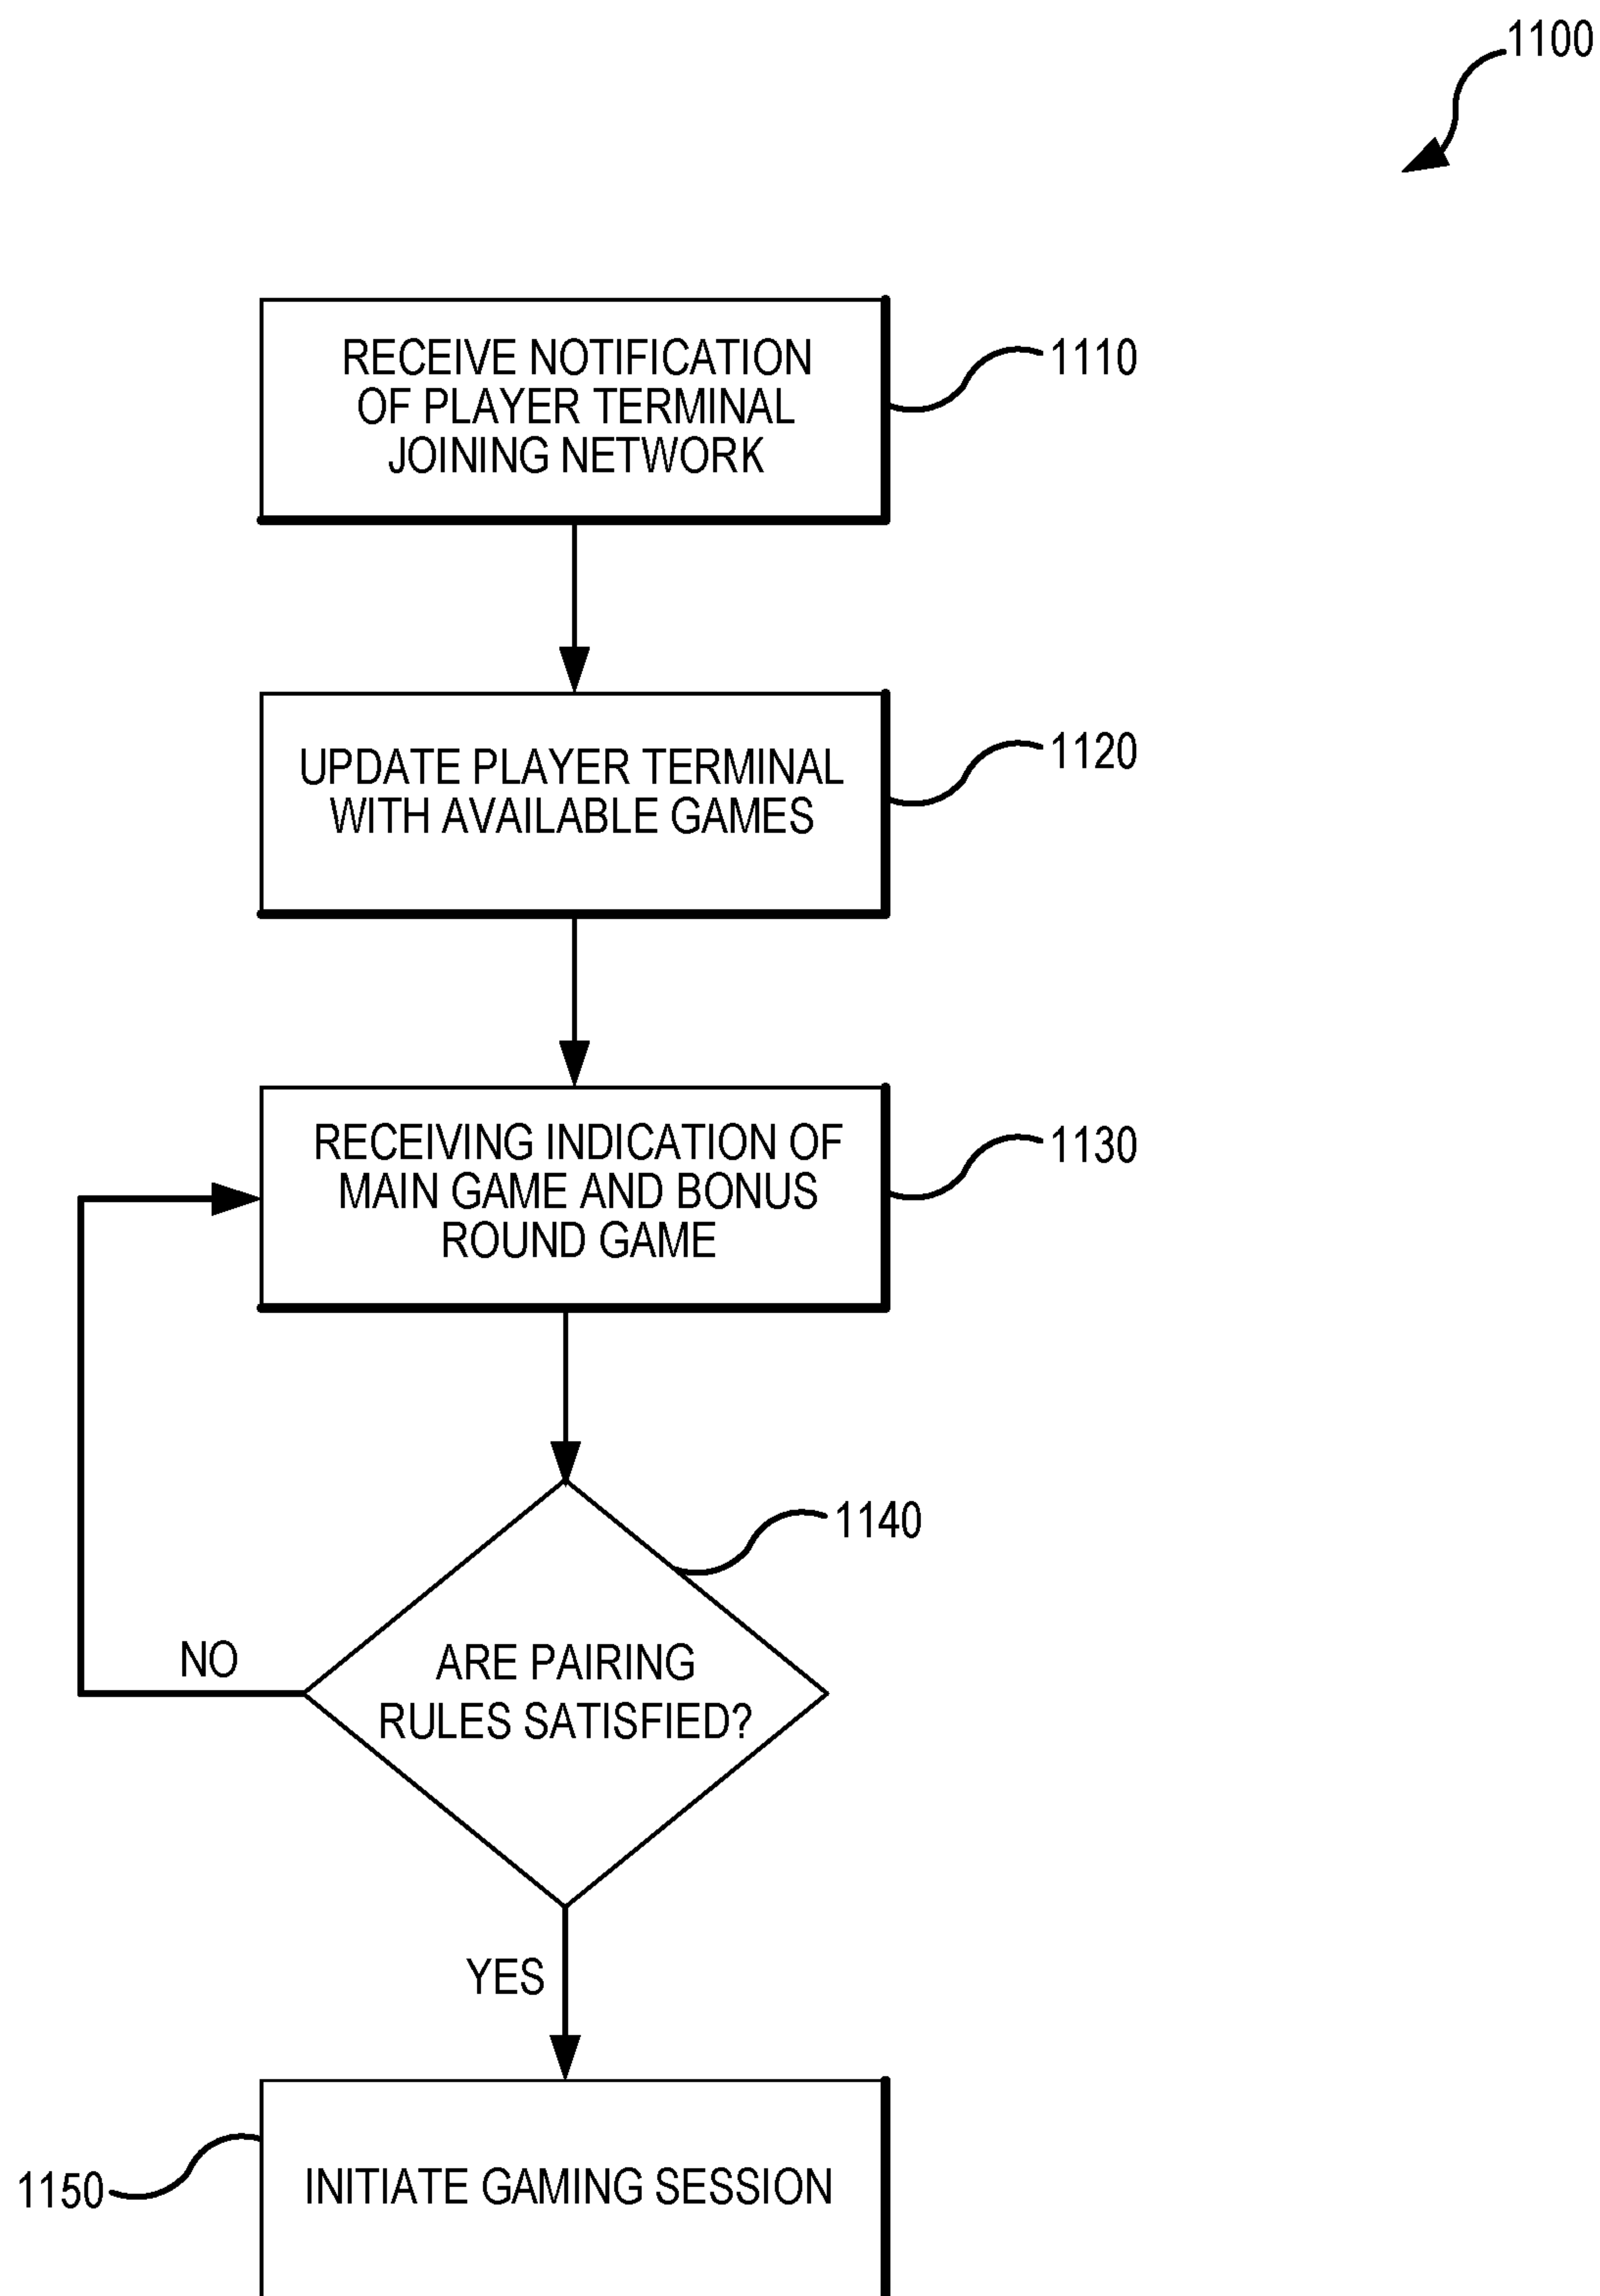 1100
RECEIVE NOTIFICATION
OF PLAYER TERMINAL
JOINING NETWORK
1110
UPDATE PLAYER TERMINAL
WITH AVAILABLE GAMES
1120
RECEIVING INDICATION OF
MAIN GAME AND BONUS
ROUND GAME
1130
1140
ARE PAIRING
RULES SATISFIED?
NO
YES
INITIATE GAMING SESSION
1150